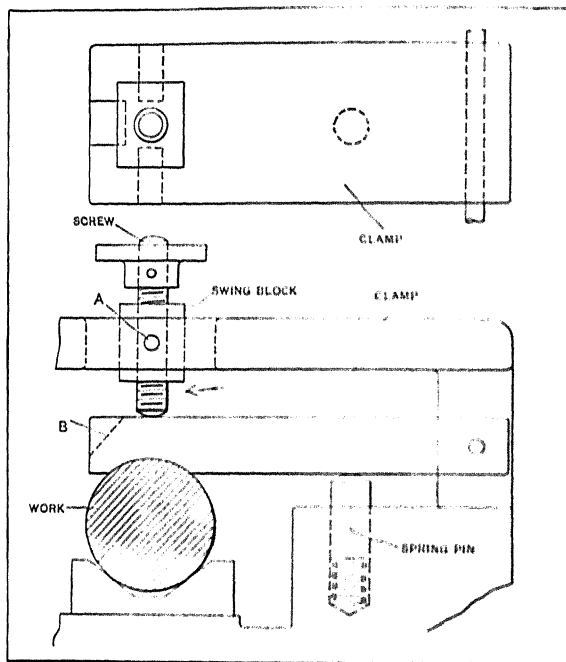 CLAMP
SCREW
SWING BLOCK
CLAMP
A
B
WORK
SPRING PIN